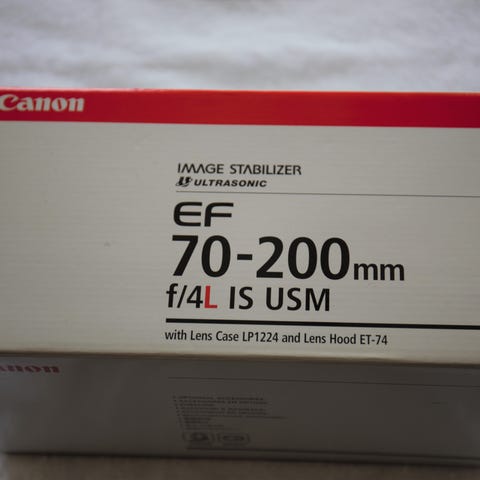 Canon
IMAGE STABILIZER
ULTRASONIC
EF
70-200mm
f/4L IS USM
with Lens Case LP1224 and Lens Hood ET-74